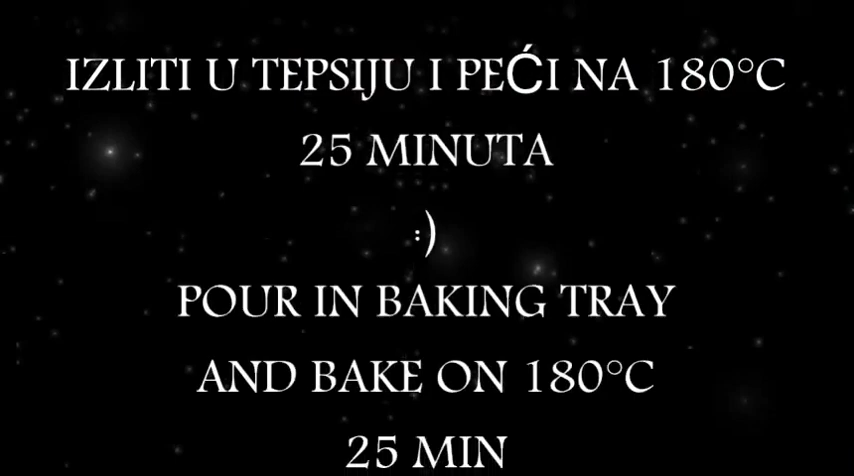 IZLITI U TEPSIJU I PEĆI NA 180°C
25 MINUTA
:)
POUR IN BAKING TRAY
AND BAKE ON 180°C
25 MIN